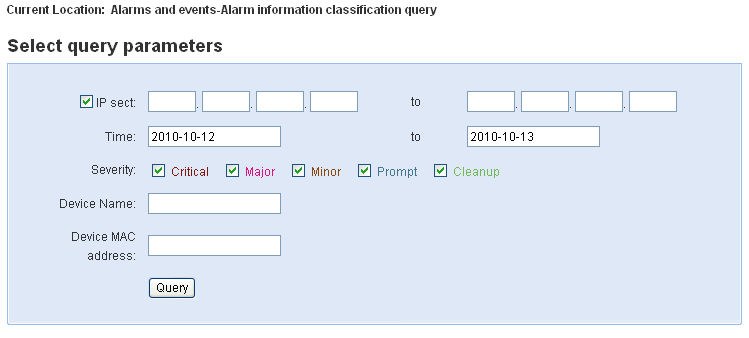 Current Location: Alarms and events-Alarm information classification query
Select query parameters
IP sect: . . . to . . .
Time: 2010-10-12 to 2010-10-13
Severity: Critical Major Minor Prompt Cleanup
Device Name:
Device MAC
address:
Query